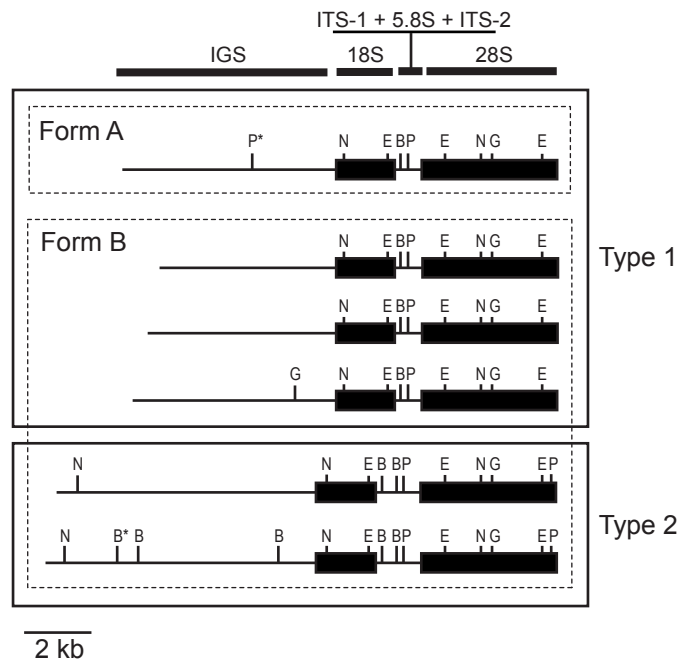 ITS-1 + 5.8S + ITS-2
IGS 18S 28S
Form A
P* N E B P E N G E
Form B
N E B P E N G E
Type 1
N E B P E N G E
G N E B P E N G E
N N E B B P E N G E P
Type 2
N B* B B N E B B P E N G E P
2 kb